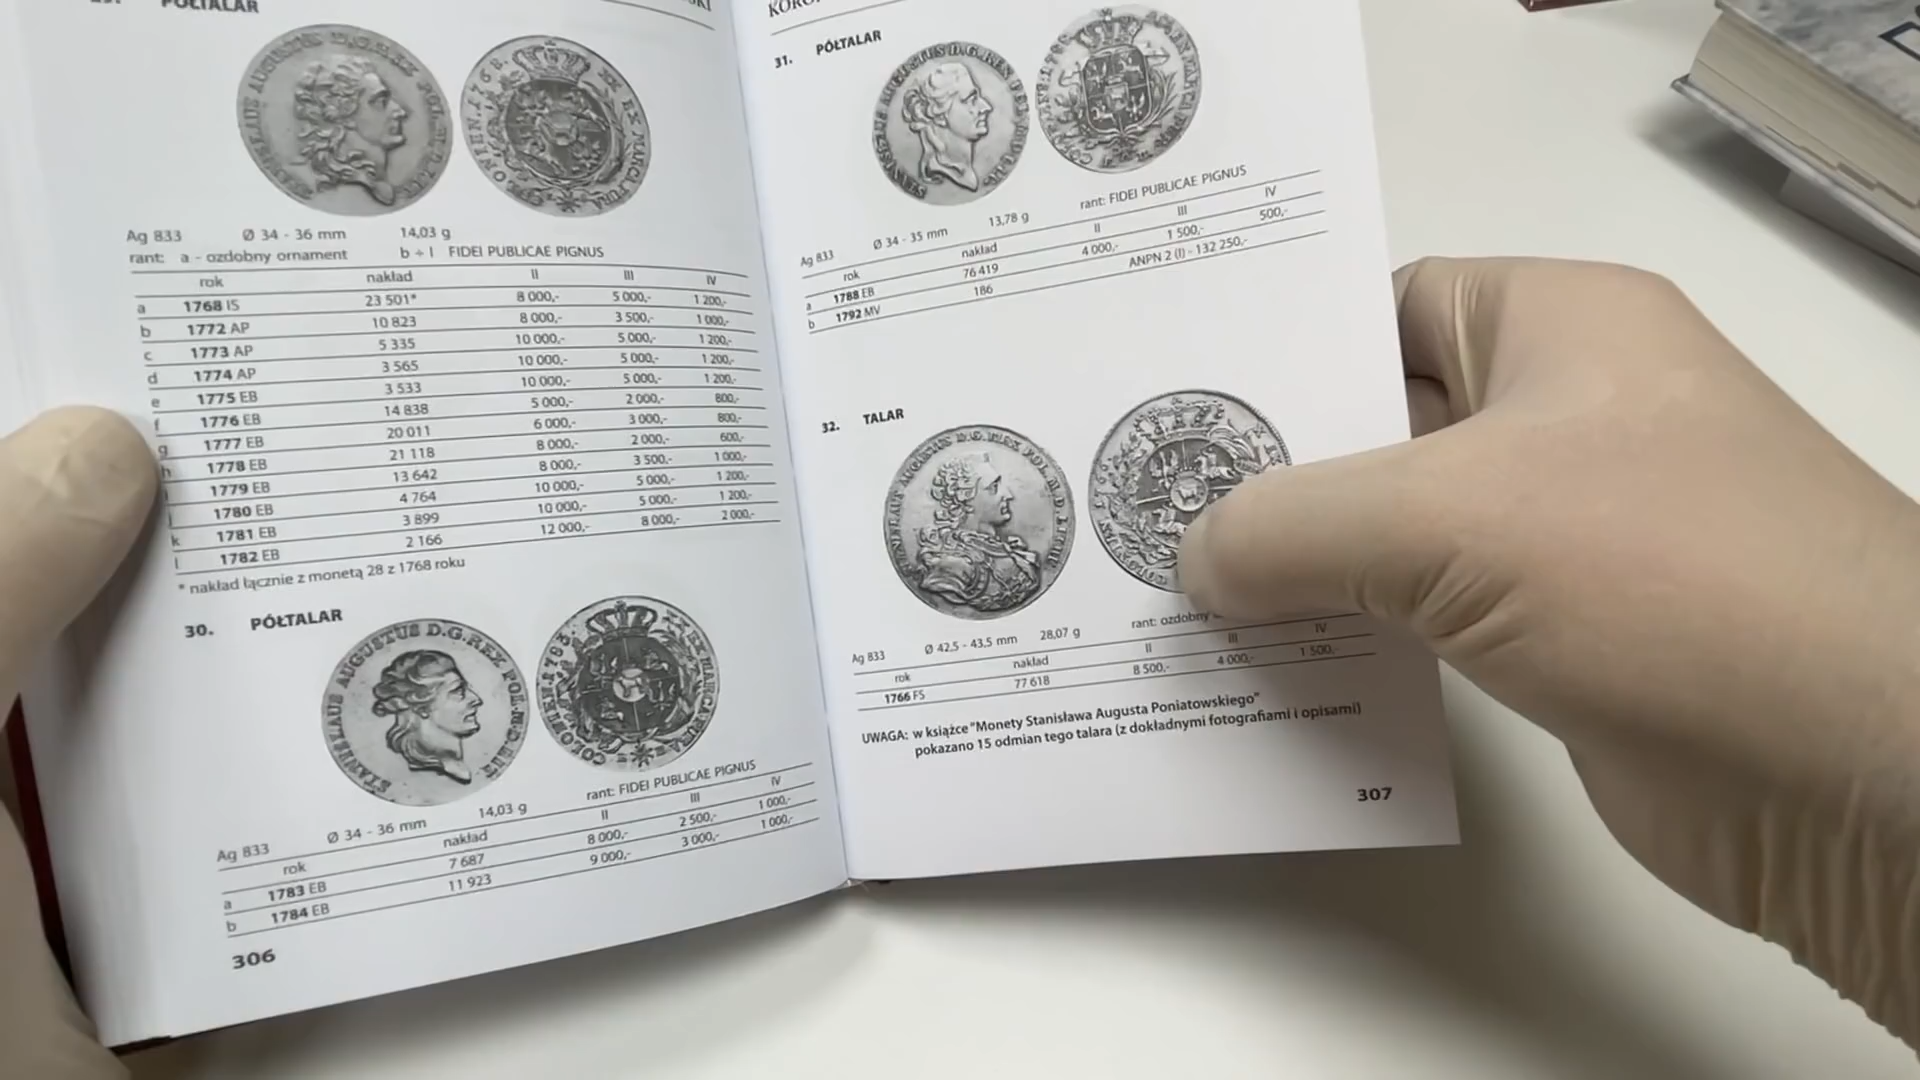 PÓŁTALAR
Ag 833 Ø 34 - 36 mm 14,03 g
rant: a - ozdobny ornament b ÷ l FIDEI PUBLICAE PIGNUS
rok nakład II III IV
a 1768 IS 23 501* 8 000,- 5 000,- 1 200,-
b 1772 AP 10 823 8 000,- 3 500,- 1 000,-
c 1773 AP 5 335 10 000,- 5 000,- 1 200,-
d 1774 AP 3 565 10 000,- 5 000,- 1 200,-
e 1775 EB 3 533 10 000,- 5 000,- 1 200,-
f 1776 EB 14 838 5 000,- 2 000,- 800,-
g 1777 EB 20 011 6 000,- 3 000,- 800,-
h 1778 EB 21 118 8 000,- 2 000,- 600,-
1779 EB 13 642 8 000,- 3 500,- 1 000,-
j 1780 EB 4 764 10 000,- 5 000,- 1 200,-
k 1781 EB 3 899 10 000,- 5 000,- 1 200,-
l 1782 EB 2 166 12 000,- 8 000,- 2 000,-
* nakład łącznie z monetą 28 z 1768 roku
30. PÓŁTALAR
STANISLAUS AUGUSTUS D.G.REX POL.M.D.LIT
Ag 833 Ø 34 - 36 mm 14,03 g rant: FIDEI PUBLICAE PIGNUS
rok nakład II III IV
a 1783 EB 7 687 8 000,- 2 500,- 1 000,-
b 1784 EB 11 923 9 000,- 3 000,- 1 000,-
306
31. PÓŁTALAR
Ag 833 Ø 34 - 35 mm 13,78 g rant: FIDEI PUBLICAE PIGNUS
rok nakład II III IV
a 1788 EB 76 419 4 000,- 1 500,- 500,-
b 1792 MV 186 ANPN 2 (I) - 132 250,-
32. TALAR
Ag 833 Ø 42,5 - 43,5 mm 28,07 g rant: ozdobny
rok nakład II III IV
1766 FS 77 618 8 500,- 4 000,- 1 500,-
UWAGA: w książce "Monety Stanisława Augusta Poniatowskiego"
pokazano 15 odmian tego talara (z dokładnymi fotografiami i opisami)
307